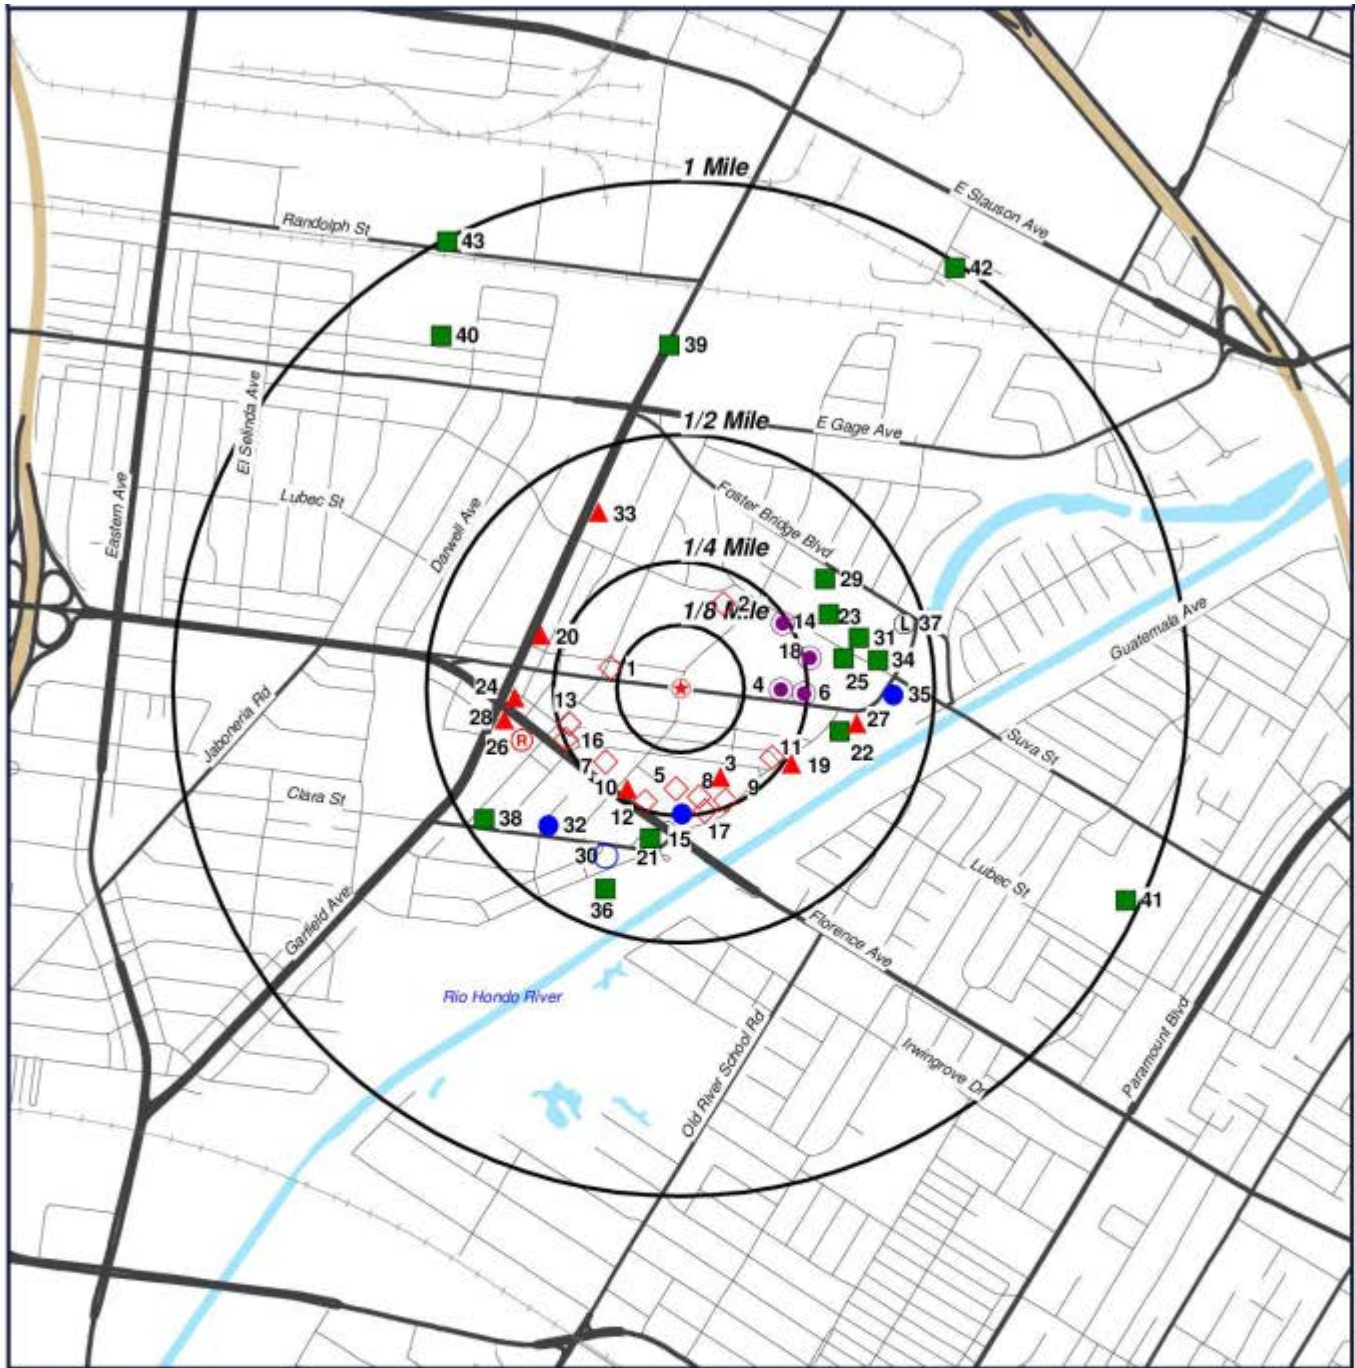 1 Mile
E Slauson Ave
Randolph St
43
42
40
39
El Selinda Ave
1/2 Mile
E Gage Ave
Eastern Ave
Lubec St
Darwell Ave
33
Foster Bridge Blvd
1/4 Mile
29
1/8 Mile
2
14
23
L
37
20
31
Guatemala Ave
18
1
25
34
4
6
35
24
13
28
27
26
R
16
22
Jaboneria Rd
Suva St
7
11
19
5
8
3
Clara St
10
9
12
17
38
32
15
30
21
36
Lubec St
41
Garfield Ave
Florence Ave
Rio Hondo River
Old River School Rd
Irwingrove Dr
Paramount Blvd